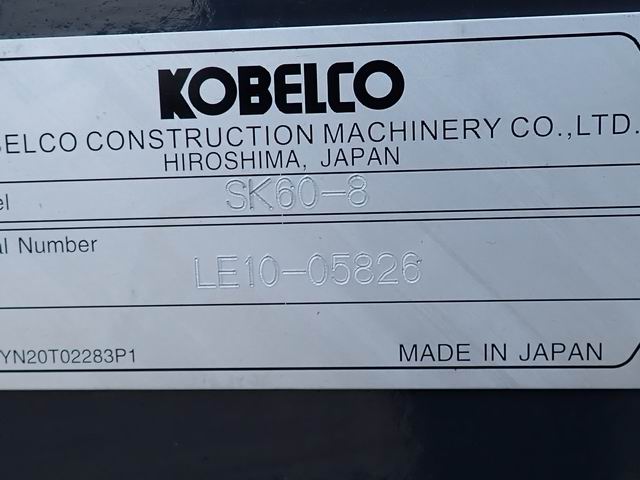 KOBELCO
BELCO CONSTRUCTION MACHINERY CO.,LTD.
HIROSHIMA, JAPAN
el SK60-8
al Number
LE10-05826
YN20T02283P1 MADE IN JAPAN